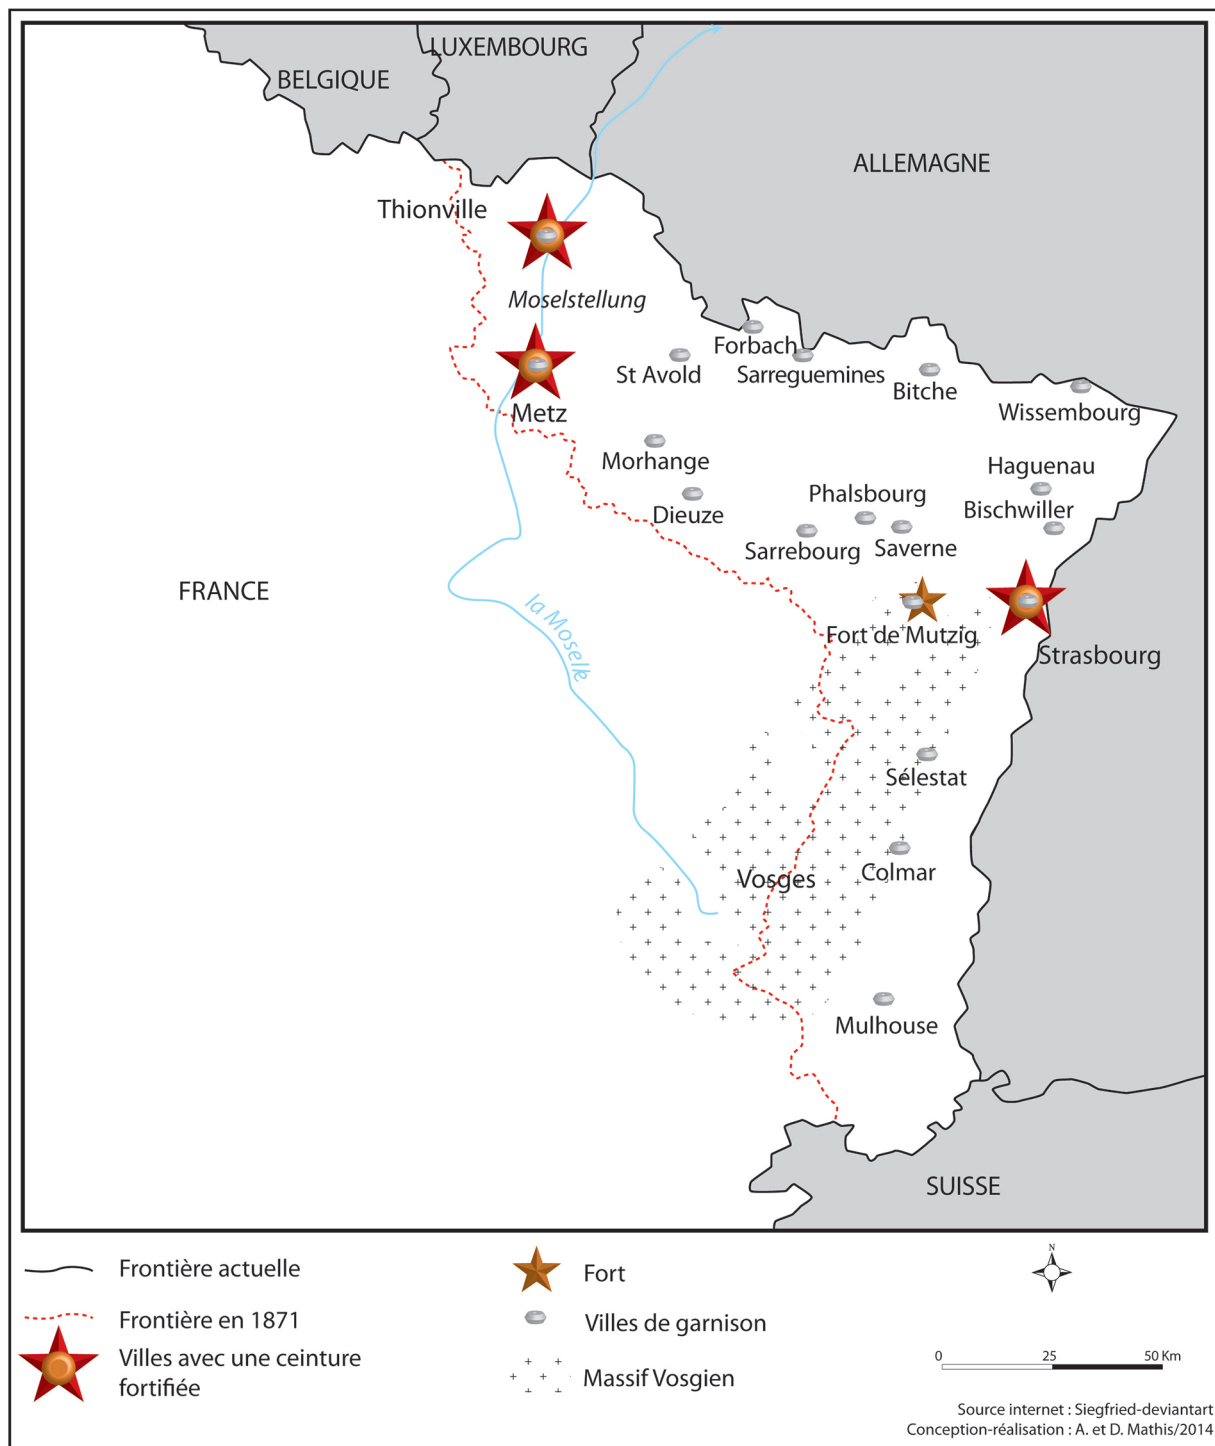 LUXEMBOURG
BELGIQUE
ALLEMAGNE
Thionville
Moselstellung
Forbach
St Avold
Sarreguemines
Bitche
Metz
Wissembourg
Morhange
Haguenau
Phalsbourg
Bischwiller
Dieuze
Sarrebourg
Saverne
FRANCE
la Moselk
Fort de Mutzig
Strasbourg
Sélestat
Vosges
Colmar
Mulhouse
SUISSE
Frontière actuelle
Frontière en 1871
Villes avec une ceinture
fortifiée
Fort
Villes de garnison
Massif Vosgien
N
0 25 50 Km
Source internet : Siegfried-deviantart
Conception-réalisation : A. et D. Mathis/2014